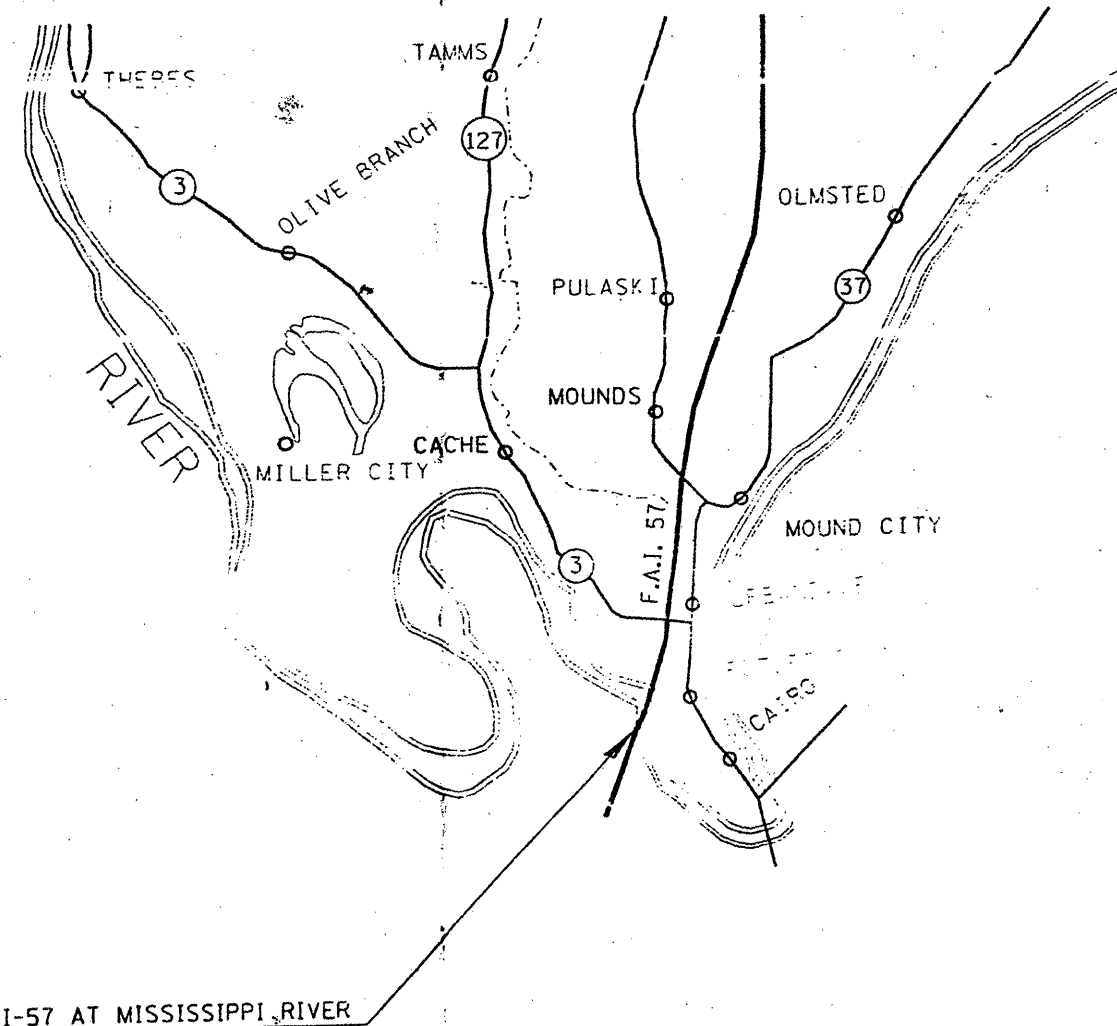 TAMMS
THEBES
127
OLIVE BRANCH
3
OLMSTED
PULASKI
37
RIVER
MOUNDS
CACHE
MILLER CITY
F.A.I. 57
MOUND CITY
3
CAIRO
I-57 AT MISSISSIPPI RIVER